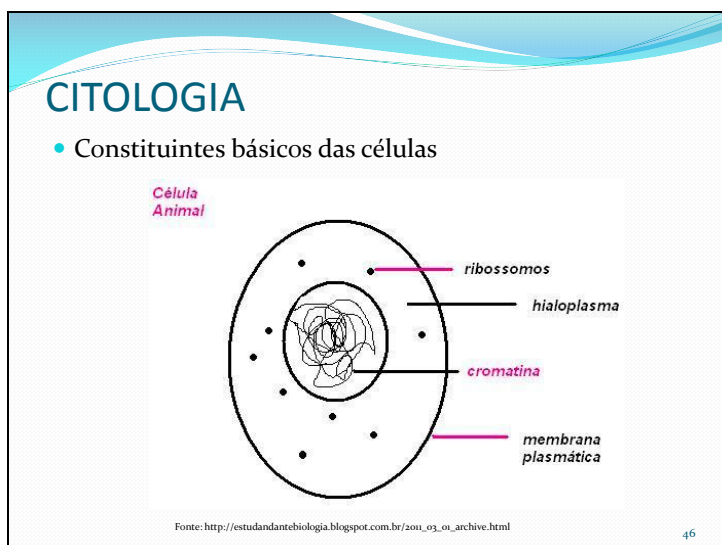 CITOLOGIA
• Constituintes básicos das células
Célula
Animal
ribossomos
hialoplasma
cromatina
membrana
plasmática
Fonte: http://estudandantebiologia.blogspot.com.br/2011_03_01_archive.html
46